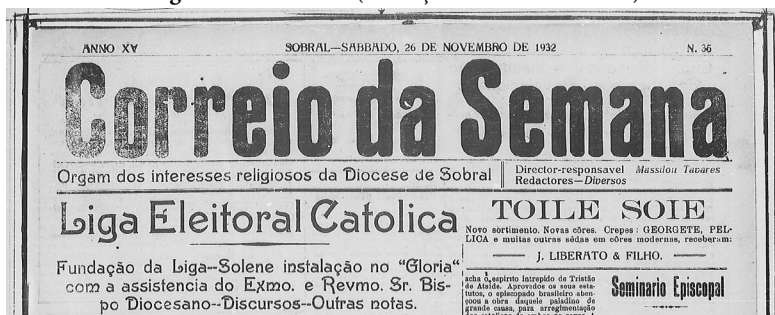 ANNO XV SOBRAL—SABBADO, 26 DE NOVEMBRO DE 1932 N. 36
Correio da Semana
Orgam dos interesses religiosos da Diocese de Sobral
Director-responsavel Massilon Tavares
Redactores—Diversos
Liga Eleitoral Catolica
Fundação da Liga--Solene instalação no "Gloria"
com a assistencia do Exmo. e Revmo. Sr. Bis-
po Diocesano--Discursos--Outras notas.
TOILE SOIE
Novo sortimento. Novas côres. Crepes: GEORGETE, PEL-
LICA e muitas outras sêdas em côres modernas, receberam:
J. LIBERATO & FILHO.
acha o espirto intrepido de Tristão
de Ataide. Aprovados os seus esta-
tutos, o episcopado brasileiro aben-
çoou a obra daquele paladino de
grande causa, para arregimentação
Seminario Episcopal